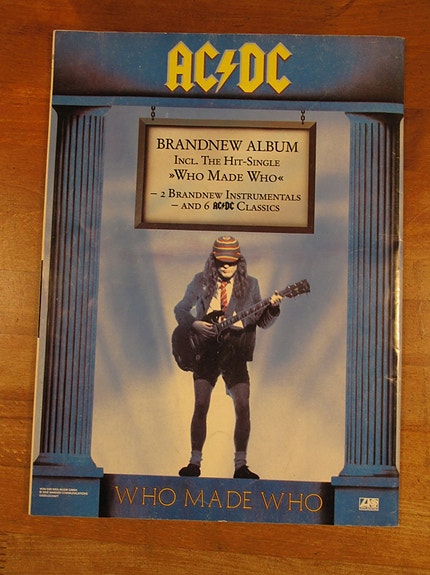 AC DC
BRANDNEW ALBUM
INCL. THE HIT-SINGLE
»WHO MADE WHO«
– 2 BRANDNEW INSTRUMENTALS
– AND 6 AC DC CLASSICS
WHO MADE WHO